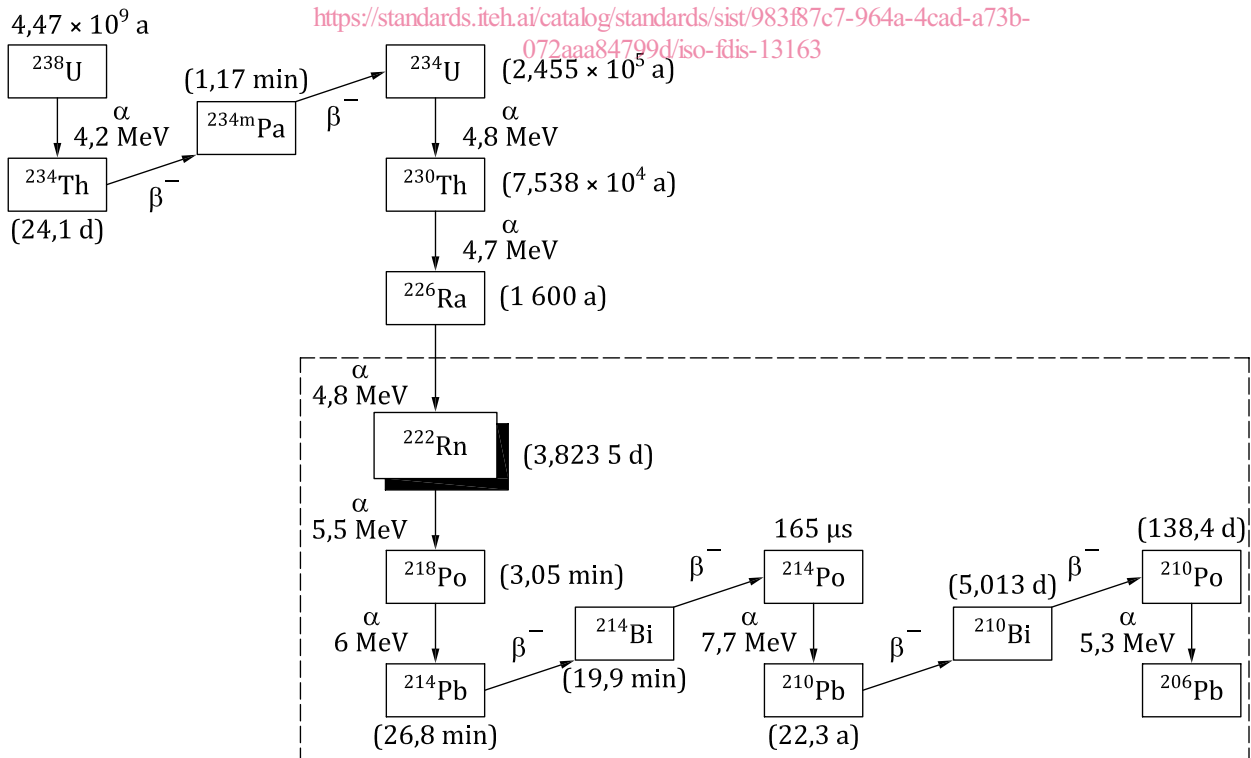 https://standards.iteh.ai/catalog/standards/sist/983f87c7-964a-4cad-a73b-
072aaa84799d/iso-fdis-13163
4,47 × 10⁹ a
²³⁸U
α
4,2 MeV
²³⁴Th
(24,1 d)
β⁻
(1,17 min)
²³⁴ᵐPa
β⁻
²³⁴U
(2,455 × 10⁵ a)
α
4,8 MeV
²³⁰Th
(7,538 × 10⁴ a)
α
4,7 MeV
²²⁶Ra
(1 600 a)
α
4,8 MeV
²²²Rn
(3,823 5 d)
α
5,5 MeV
²¹⁸Po
(3,05 min)
α
6 MeV
²¹⁴Pb
(26,8 min)
β⁻
²¹⁴Bi
(19,9 min)
β⁻
165 µs
²¹⁴Po
α
7,7 MeV
²¹⁰Pb
(22,3 a)
β⁻
(5,013 d)
²¹⁰Bi
β⁻
(138,4 d)
²¹⁰Po
α
5,3 MeV
²⁰⁶Pb